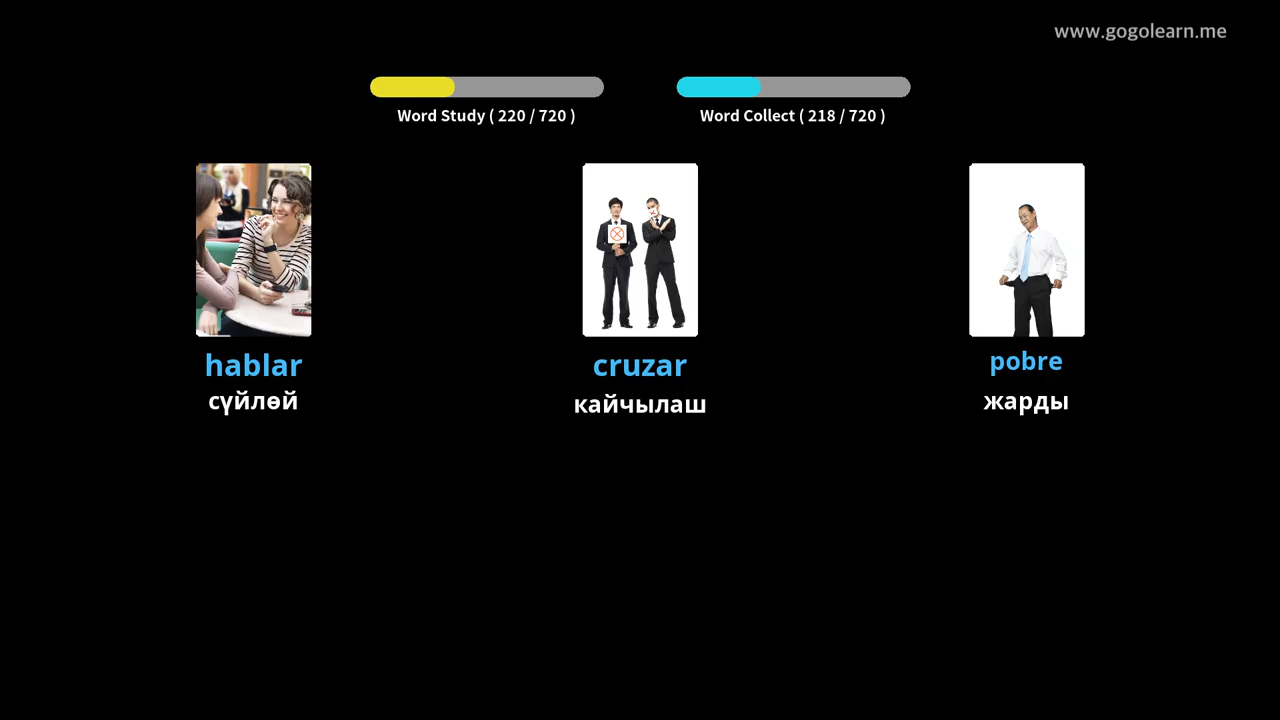 www.gogolearn.me
Word Study ( 220 / 720 )
Word Collect ( 218 / 720 )
hablar
сүйлөй
cruzar
кайчылаш
pobre
жарды